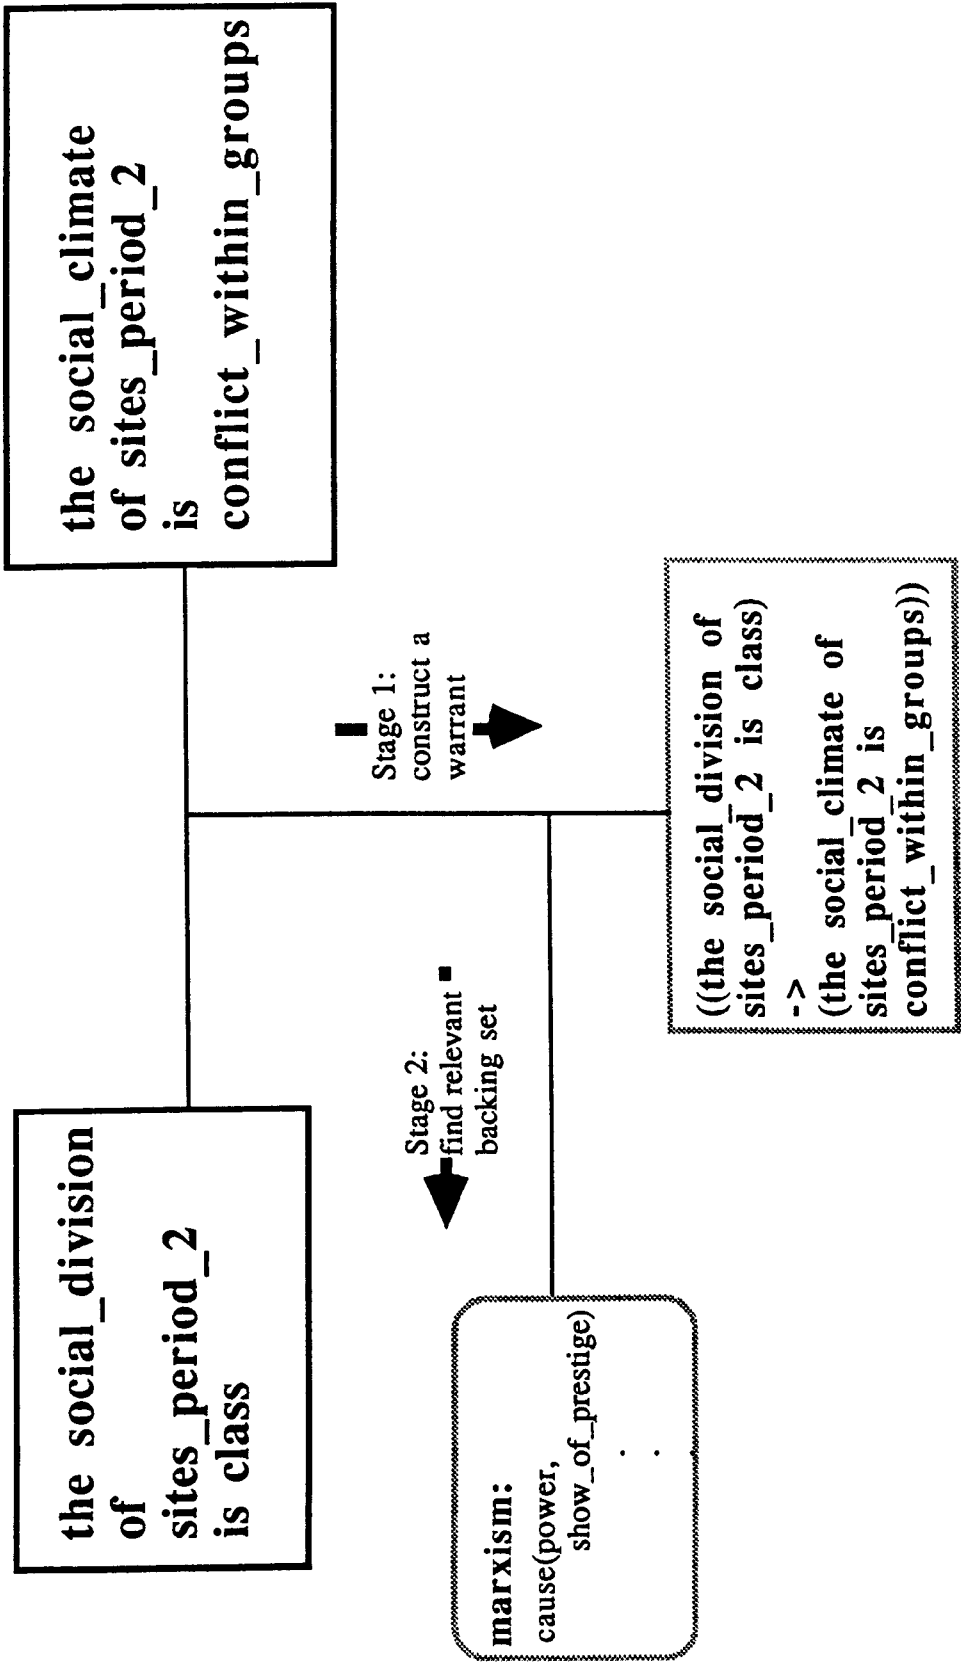 the social_division
of
sites_period_2
is class
the social_climate
of sites_period_2
is
conflict_within_groups
Stage 1:
construct a
warrant
Stage 2:
find relevant
backing set
marxism:
cause(power,
show_of_prestige)
.
.
((the social_division of
sites_period_2 is class)
->
(the social_climate of
sites_period_2 is
conflict_within_groups))